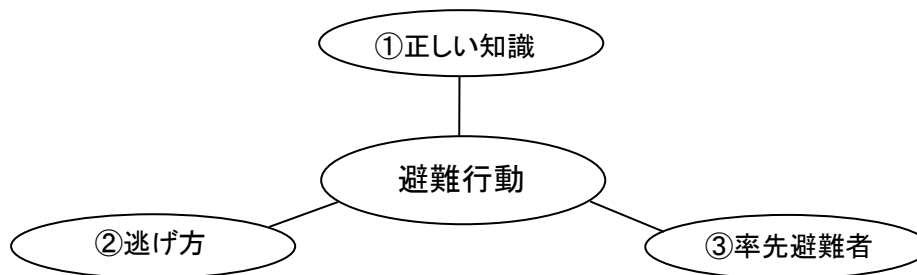 ①正しい知識
避難行動
②逃げ方
③率先避難者